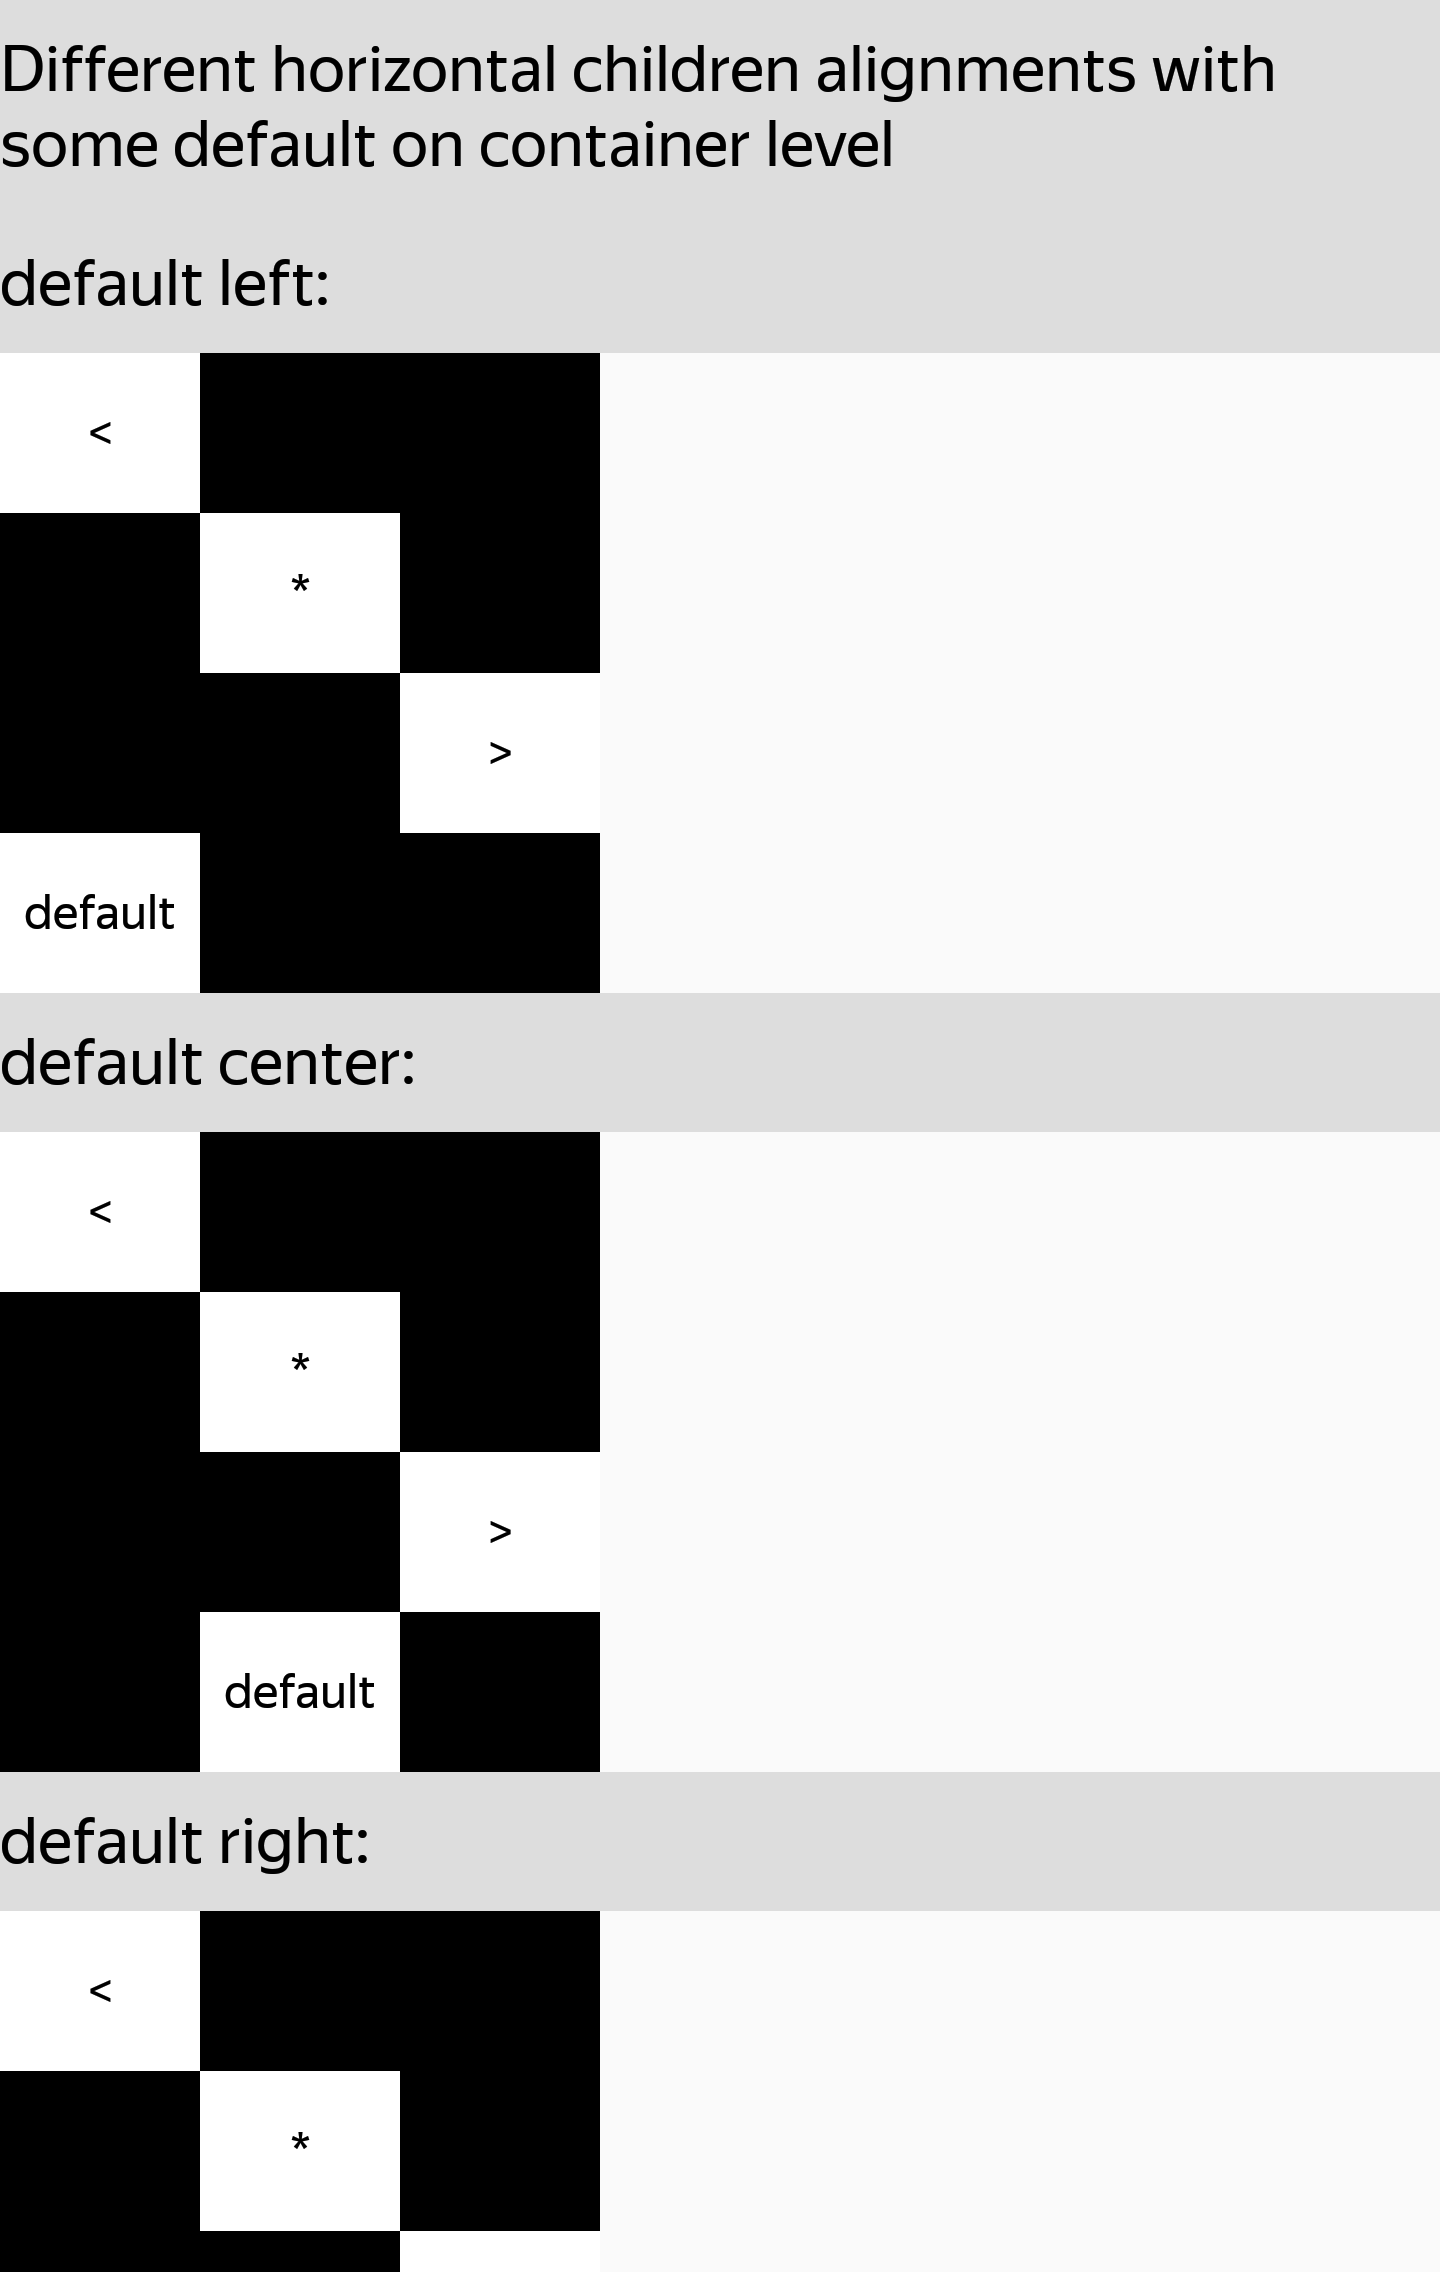 Different horizontal children alignments with
some default on container level
default left:
<
*
>
default
default center:
<
*
>
default
default right:
<
*